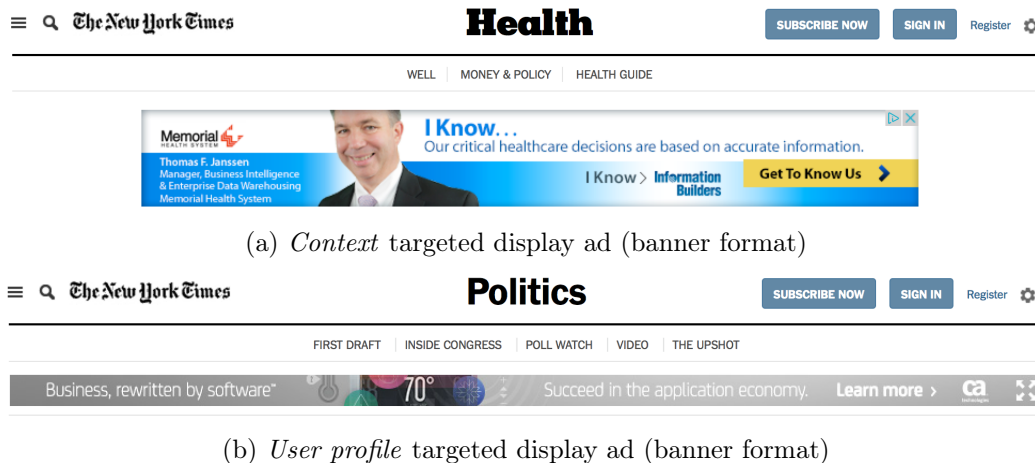 The New York Times
Health
SUBSCRIBE NOW
SIGN IN
Register
WELL
MONEY & POLICY
HEALTH GUIDE
Memorial
HEALTH SYSTEM
Thomas F. Janssen
Manager, Business Intelligence
& Enterprise Data Warehousing
Memorial Health System
I Know...
Our critical healthcare decisions are based on accurate information.
I Know > Information
Builders
Get To Know Us
(a) Context targeted display ad (banner format)
The New York Times
Politics
SUBSCRIBE NOW
SIGN IN
Register
FIRST DRAFT
INSIDE CONGRESS
POLL WATCH
VIDEO
THE UPSHOT
Business, rewritten by software™
70°
Succeed in the application economy.
Learn more >
ca
technologies
(b) User profile targeted display ad (banner format)